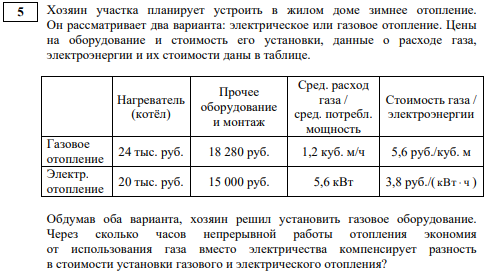 5
Хозяин участка планирует устроить в жилом доме зимнее отопление.
Он рассматривает два варианта: электрическое или газовое отопление. Цены
на оборудование и стоимость его установки, данные о расходе газа,
электроэнергии и их стоимости даны в таблице.
Нагреватель
(котёл)
Прочее
оборудование
и монтаж
Сред. расход
газа /
сред. потребл.
мощность
Стоимость газа /
электроэнергии
Газовое
отопление
24 тыс. руб.
18 280 руб.
1,2 куб. м/ч
5,6 руб./куб. м
Электр.
отопление
20 тыс. руб.
15 000 руб.
5,6 кВт
3,8 руб./( кВт · ч )
Обдумав оба варианта, хозяин решил установить газовое оборудование.
Через сколько часов непрерывной работы отопления экономия
от использования газа вместо электричества компенсирует разность
в стоимости установки газового и электрического отопления?